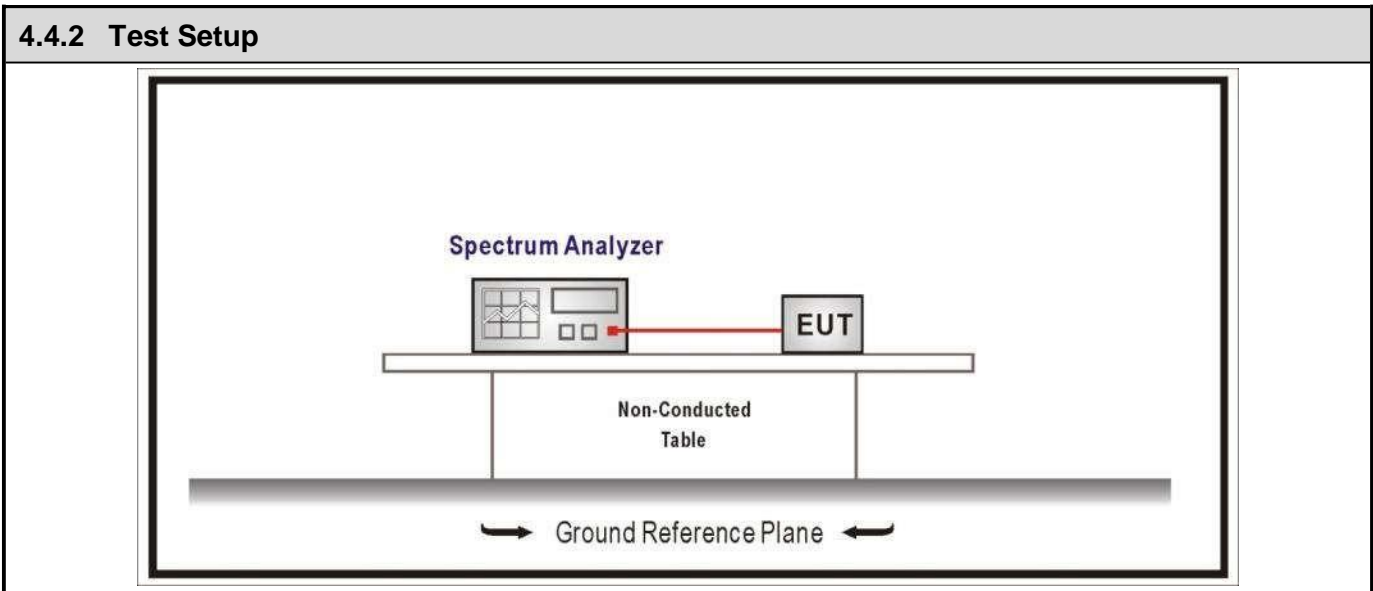 4.4.2 Test Setup
Spectrum Analyzer
EUT
Non-Conducted
Table
Ground Reference Plane